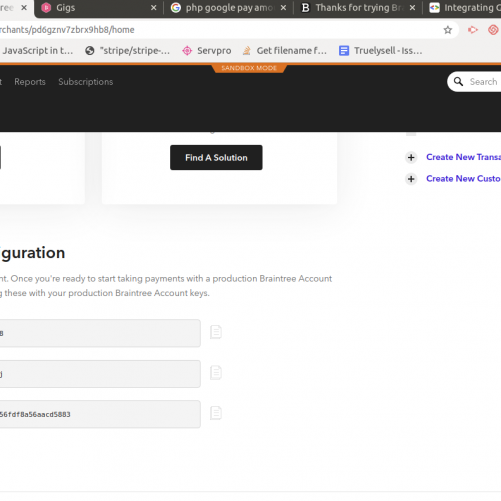 Gigs
php google pay amo
Thanks for trying Br
Integrating G
rchants/pd6gznv7zbrx9hb8/home
JavaScript in t…
"stripe/stripe-…
Servpro
Get filename f…
Truelysell - Iss…
SANDBOX MODE
t Reports Subscriptions
Search
Find A Solution
Create New Transa
Create New Custo
iguration
nt. Once you're ready to start taking payments with a production Braintree Account
ng these with your production Braintree Account keys.
8
j
56fdf8a56aacd5883